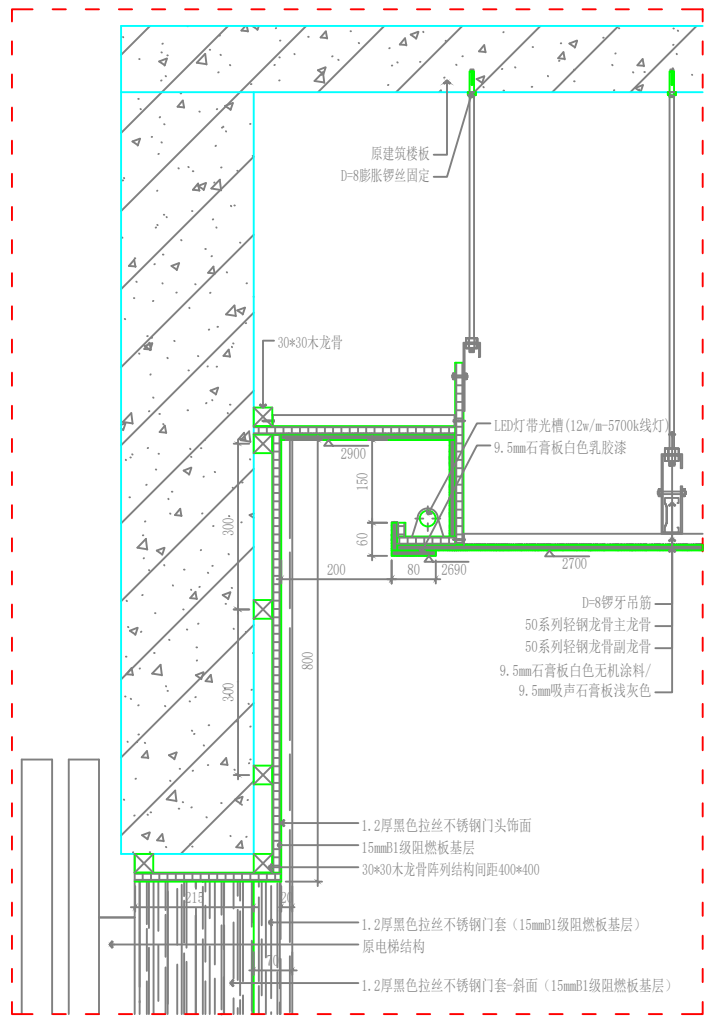 原建筑楼板
D=8膨胀锣丝固定
30*30木龙骨
LED灯带光槽(12w/m-5700k线灯)
9.5mm石膏板白色乳胶漆
2900
150
300
60
200
80
2690
2700
D=8锣牙吊筋
50系列轻钢龙骨主龙骨
50系列轻钢龙骨副龙骨
9.5mm石膏板白色无机涂料/
9.5mm吸声石膏板浅灰色
800
300
1.2厚黑色拉丝不锈钢门头饰面
15mmB1级阻燃板基层
30*30木龙骨阵列结构间距400*400
215
20
1.2厚黑色拉丝不锈钢门套（15mmB1级阻燃板基层）
原电梯结构
70
1.2厚黑色拉丝不锈钢门套-斜面（15mmB1级阻燃板基层）